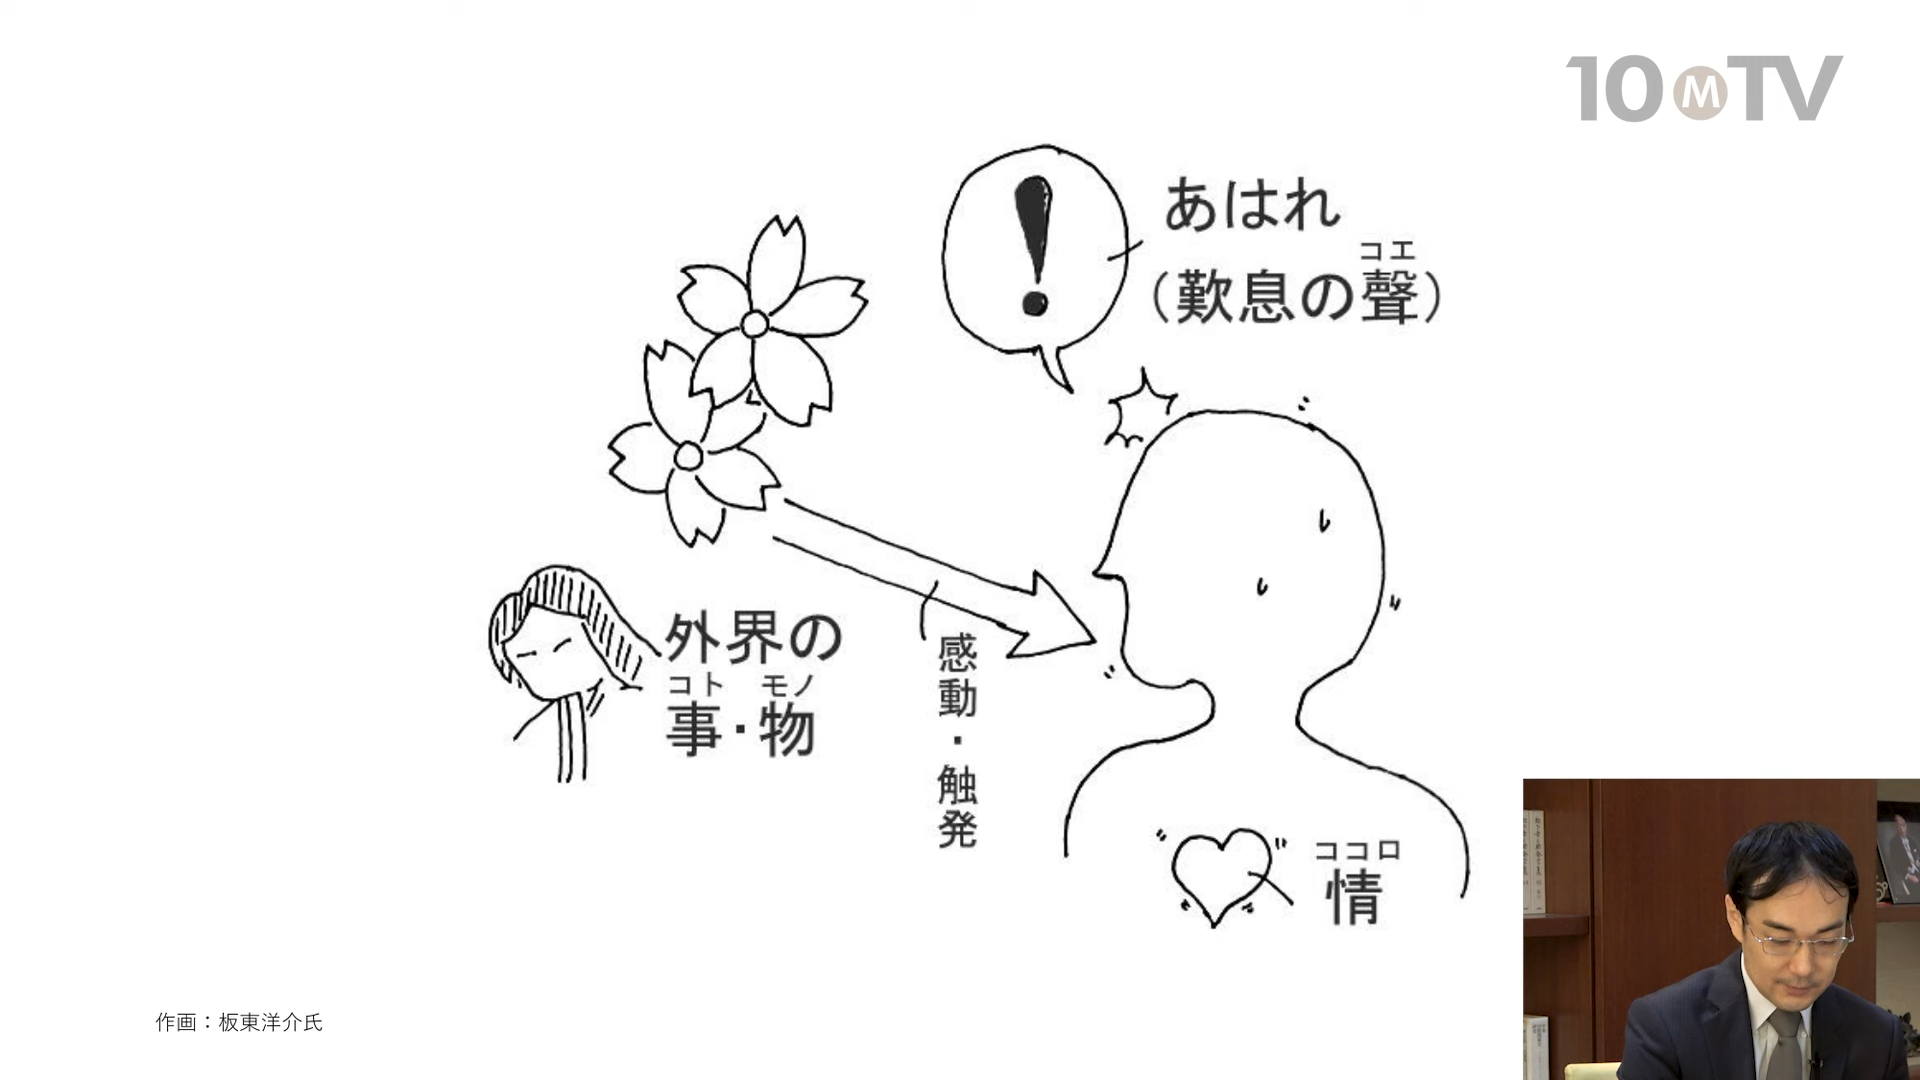 10MTV
あはれ
コエ
（歎息の聲）
外界の
コト モノ
事・物
感動・触発
ココロ
情
作画：板東洋介氏